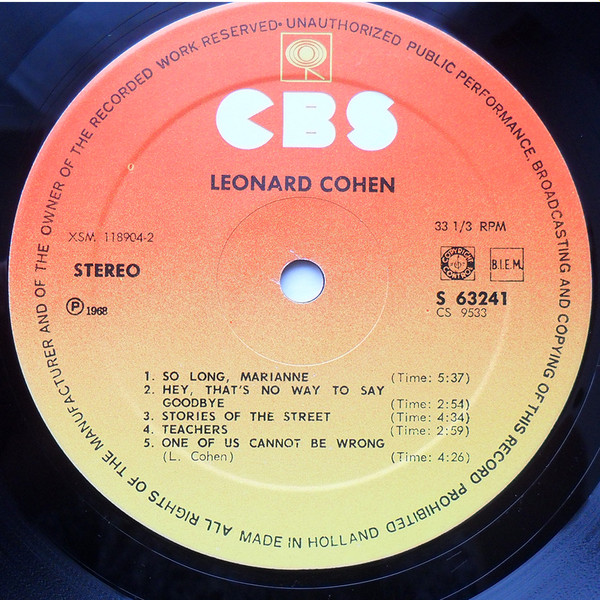 ALL RIGHTS OF THE MANUFACTURER AND OF THE OWNER OF THE RECORDED WORK RESERVED • UNAUTHORIZED PUBLIC PERFORMANCE, BROADCASTING AND COPYING OF THIS RECORD PROHIBITED
CBS
LEONARD COHEN
XSM 118904-2
33 1/3 RPM
STEREO
COPYRIGHT CONTROL
B.I.E.M.
℗ 1968
S 63241
CS 9533
1. SO LONG, MARIANNE (Time: 5:37)
2. HEY, THAT'S NO WAY TO SAY
GOODBYE (Time: 2:54)
3. STORIES OF THE STREET (Time: 4:34)
4. TEACHERS (Time: 2:59)
5. ONE OF US CANNOT BE WRONG
(L. Cohen) (Time: 4:26)
MADE IN HOLLAND